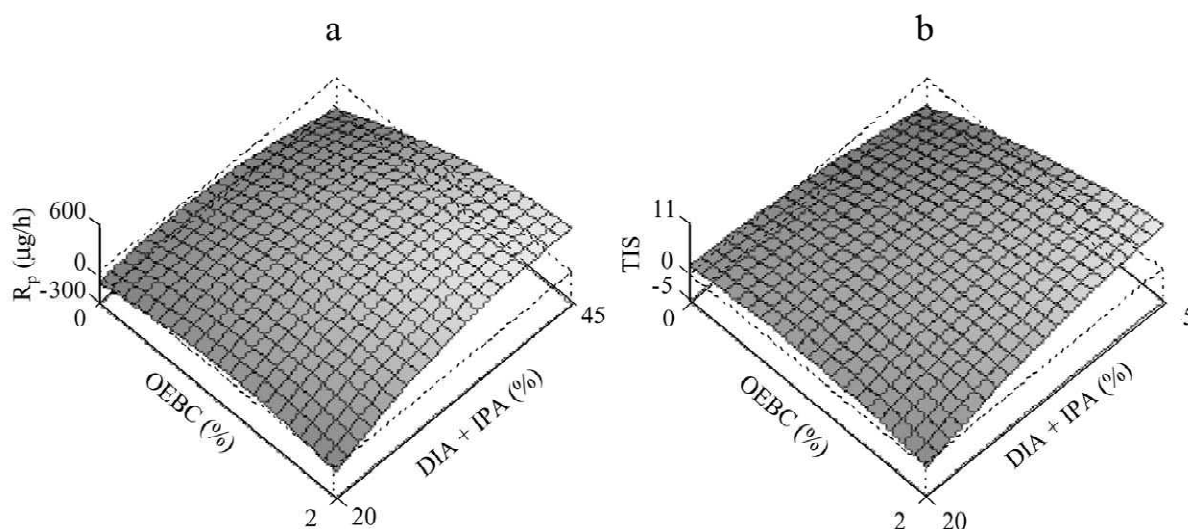 a
b
600
0
-300
R_p (µg/h)
0
OEBC (%)
2
20
DIA + IPA (%)
45
11
0
-5
TIS
0
OEBC (%)
2
20
DIA + IPA (%)
5